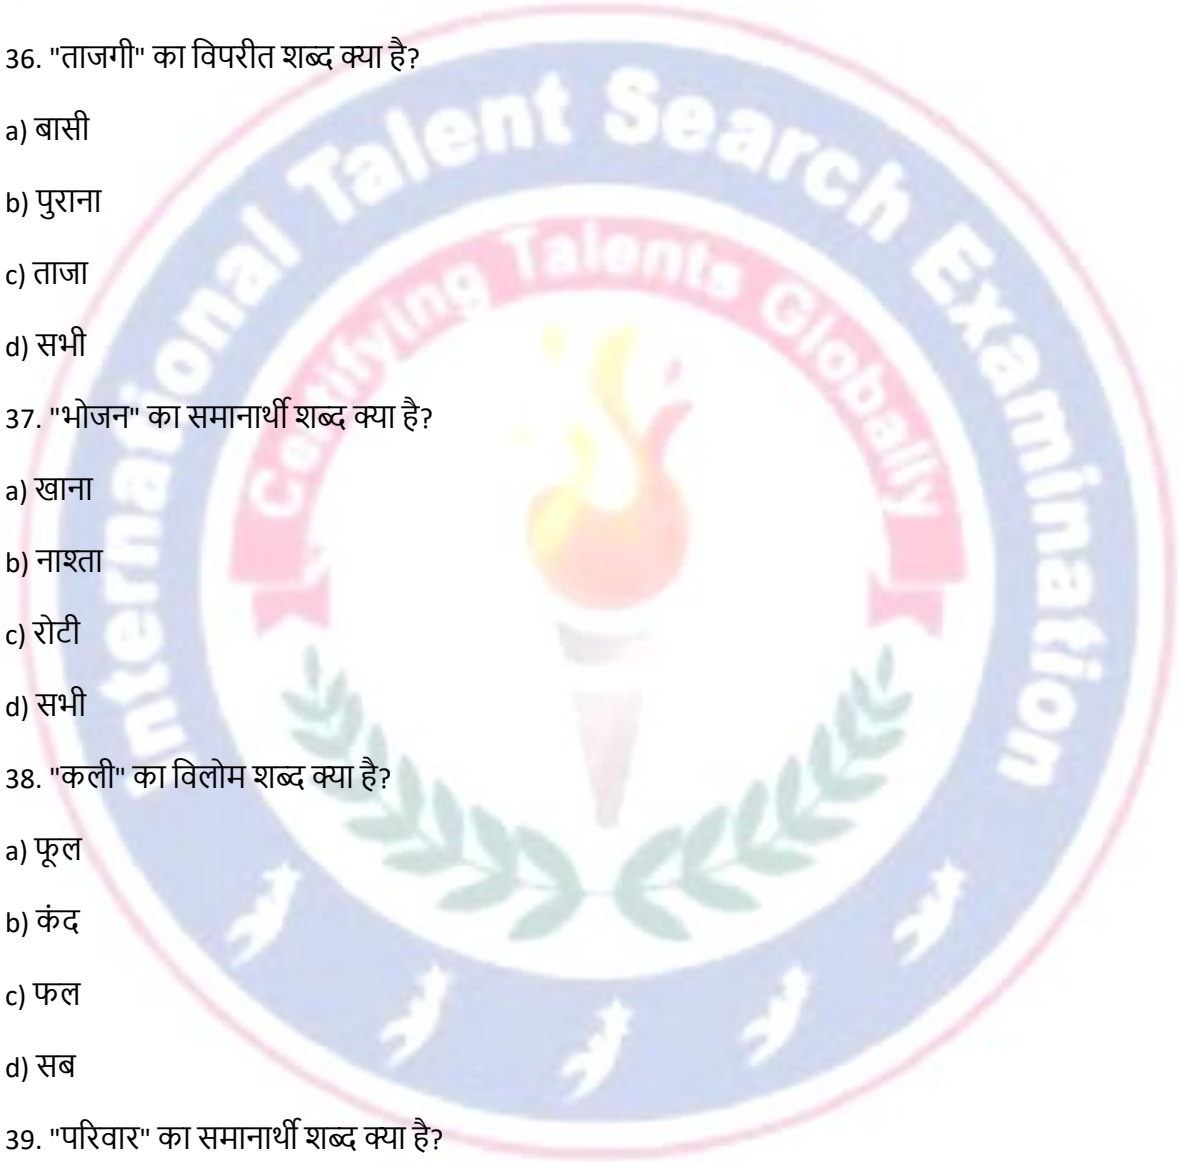 36. "ताजगी" का विपरीत शब्द क्या है?
a) बासी
b) पुराना
c) ताजा
d) सभी
37. "भोजन" का समानार्थी शब्द क्या है?
a) खाना
b) नाश्ता
c) रोटी
d) सभी
38. "कली" का विलोम शब्द क्या है?
a) फूल
b) कंद
c) फल
d) सब
39. "परिवार" का समानार्थी शब्द क्या है?
International Talent Search Examination
Certifying Talents Globally